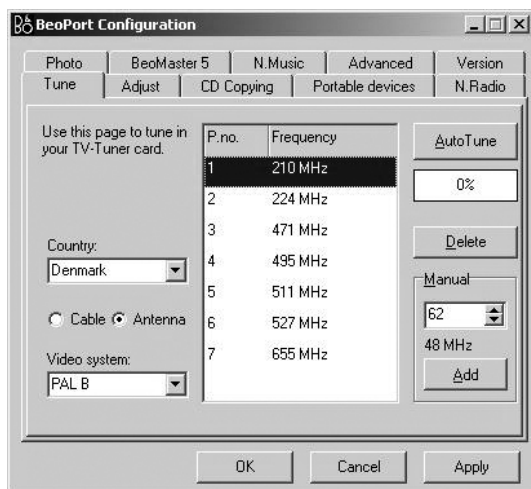 BeoPort Configuration
Photo BeoMaster 5 N.Music Advanced Version
Tune Adjust CD Copying Portable devices N.Radio
Use this page to tune in
your TV-Tuner card.
Country:
Denmark
Cable Antenna
Video system:
PAL B
P.no. Frequency
1 210 MHz
2 224 MHz
3 471 MHz
4 495 MHz
5 511 MHz
6 527 MHz
7 655 MHz
AutoTune
0%
Delete
Manual
62
48 MHz
Add
OK Cancel Apply